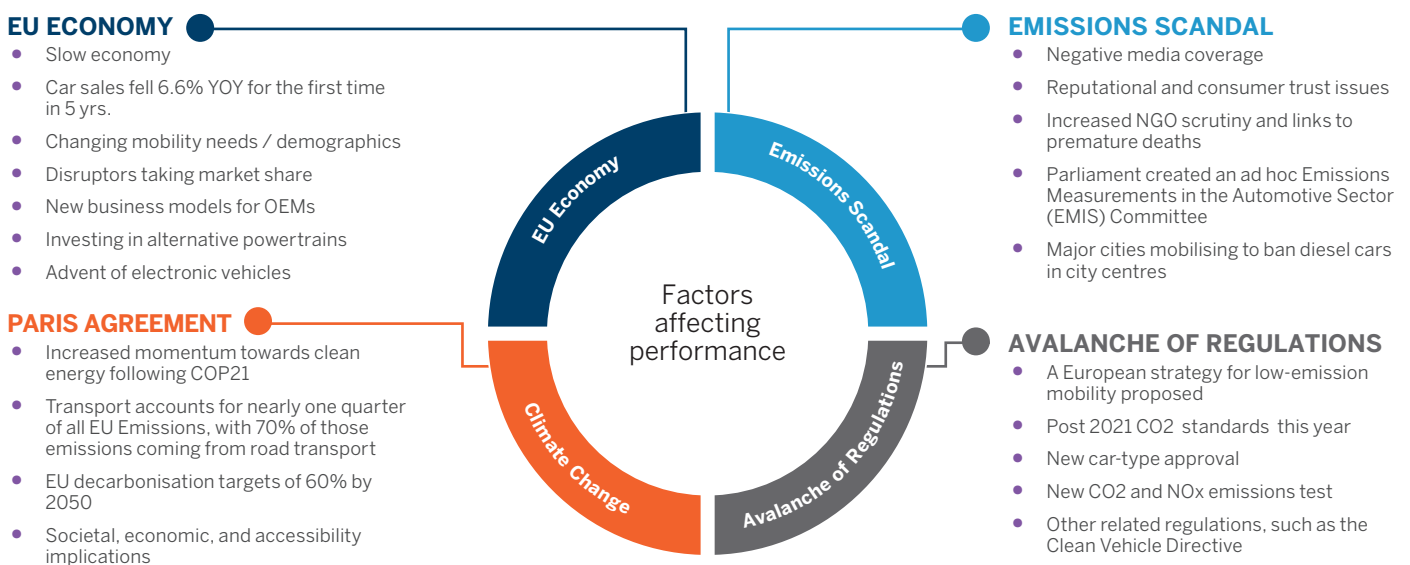 EU ECONOMY
Slow economy
Car sales fell 6.6% YOY for the first time
in 5 yrs.
Changing mobility needs / demographics
Disruptors taking market share
New business models for OEMs
Investing in alternative powertrains
Advent of electronic vehicles
PARIS AGREEMENT
Increased momentum towards clean
energy following COP21
Transport accounts for nearly one quarter
of all EU Emissions, with 70% of those
emissions coming from road transport
EU decarbonisation targets of 60% by
2050
Societal, economic, and accessibility
implications
EU Economy
Emissions Scandal
Factors
affecting
performance
Climate Change
Avalanche of Regulations
EMISSIONS SCANDAL
Negative media coverage
Reputational and consumer trust issues
Increased NGO scrutiny and links to
premature deaths
Parliament created an ad hoc Emissions
Measurements in the Automotive Sector
(EMIS) Committee
Major cities mobilising to ban diesel cars
in city centres
AVALANCHE OF REGULATIONS
A European strategy for low-emission
mobility proposed
Post 2021 CO2 standards this year
New car-type approval
New CO2 and NOx emissions test
Other related regulations, such as the
Clean Vehicle Directive